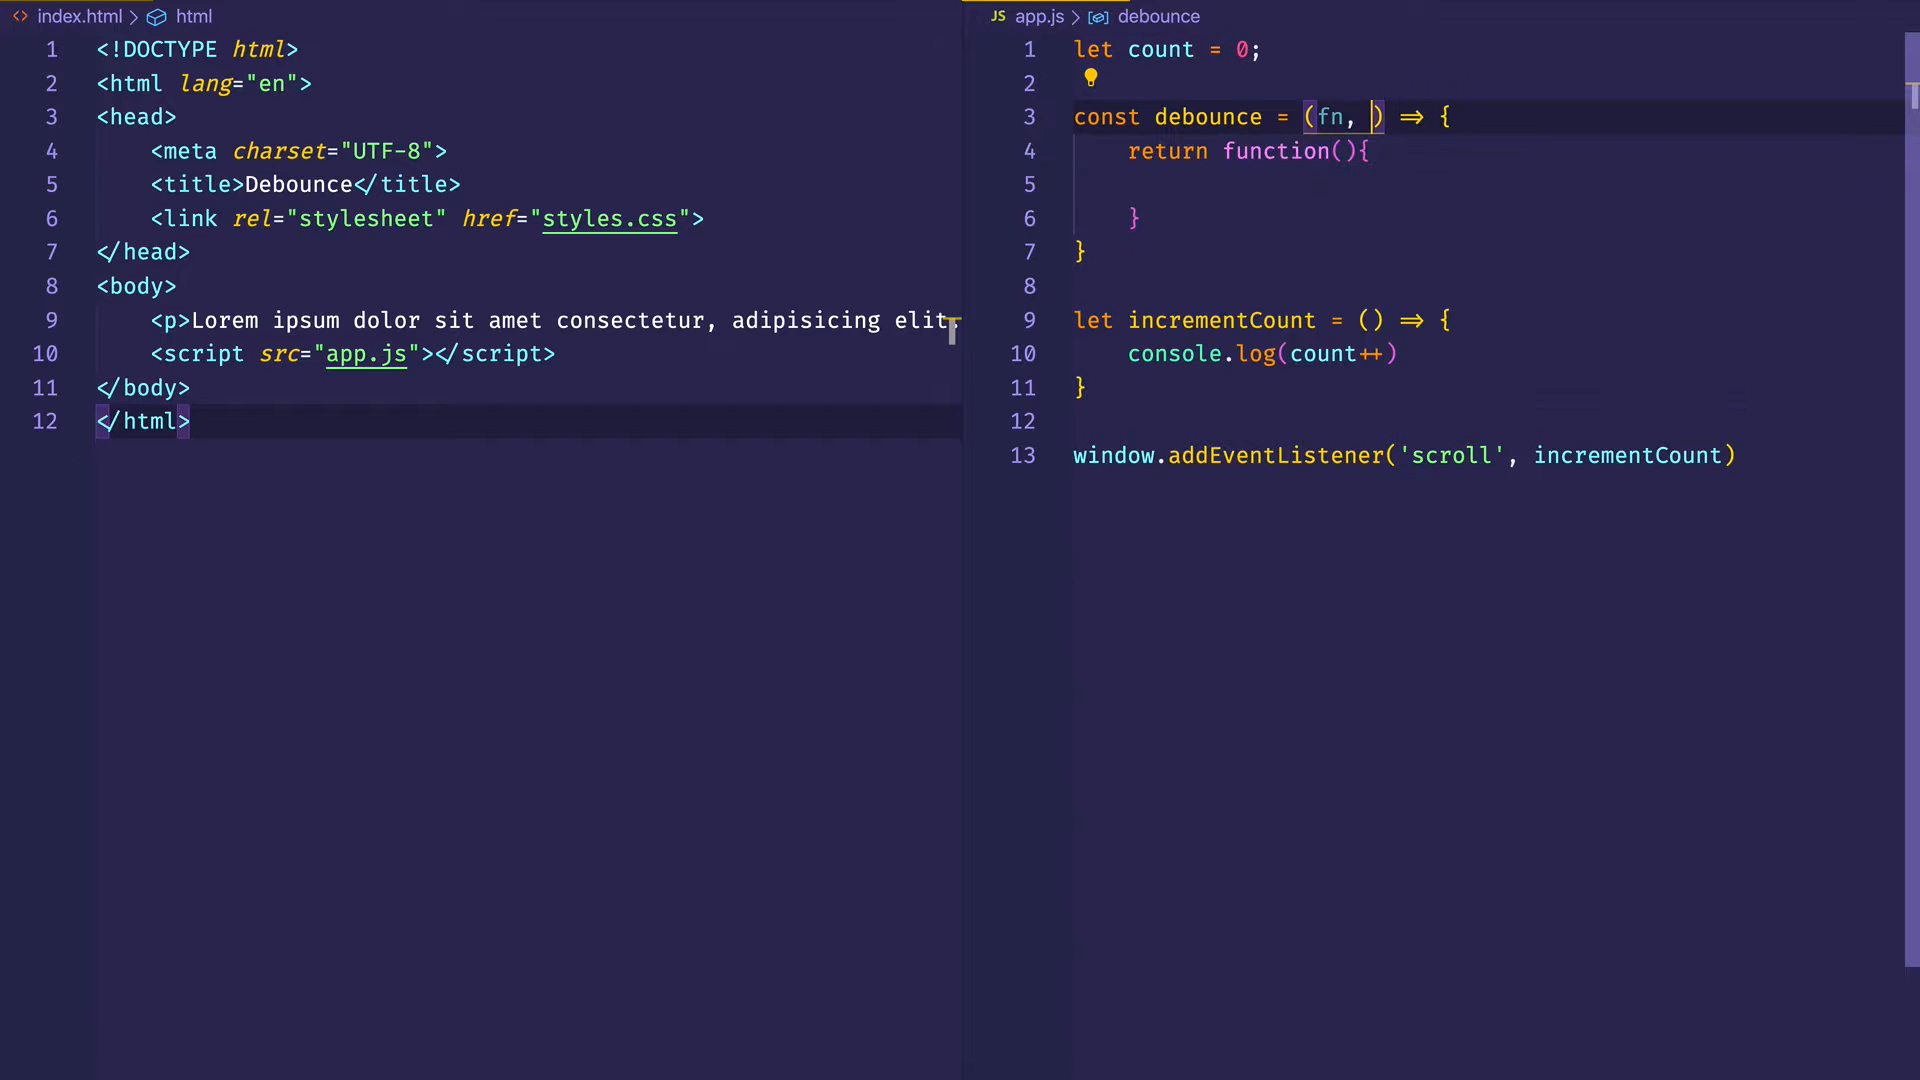 index.html > html
1 <!DOCTYPE html>
2 <html lang="en">
3 <head>
4     <meta charset="UTF-8">
5     <title>Debounce</title>
6     <link rel="stylesheet" href="styles.css">
7 </head>
8 <body>
9     <p>Lorem ipsum dolor sit amet consectetur, adipisicing elit.
10     <script src="app.js"></script>
11 </body>
12 </html>
JS app.js > debounce
1 let count = 0;
2
3 const debounce = (fn, ) => {
4     return function(){
5
6     }
7 }
8
9 let incrementCount = () => {
10     console.log(count++)
11 }
12
13 window.addEventListener('scroll', incrementCount)